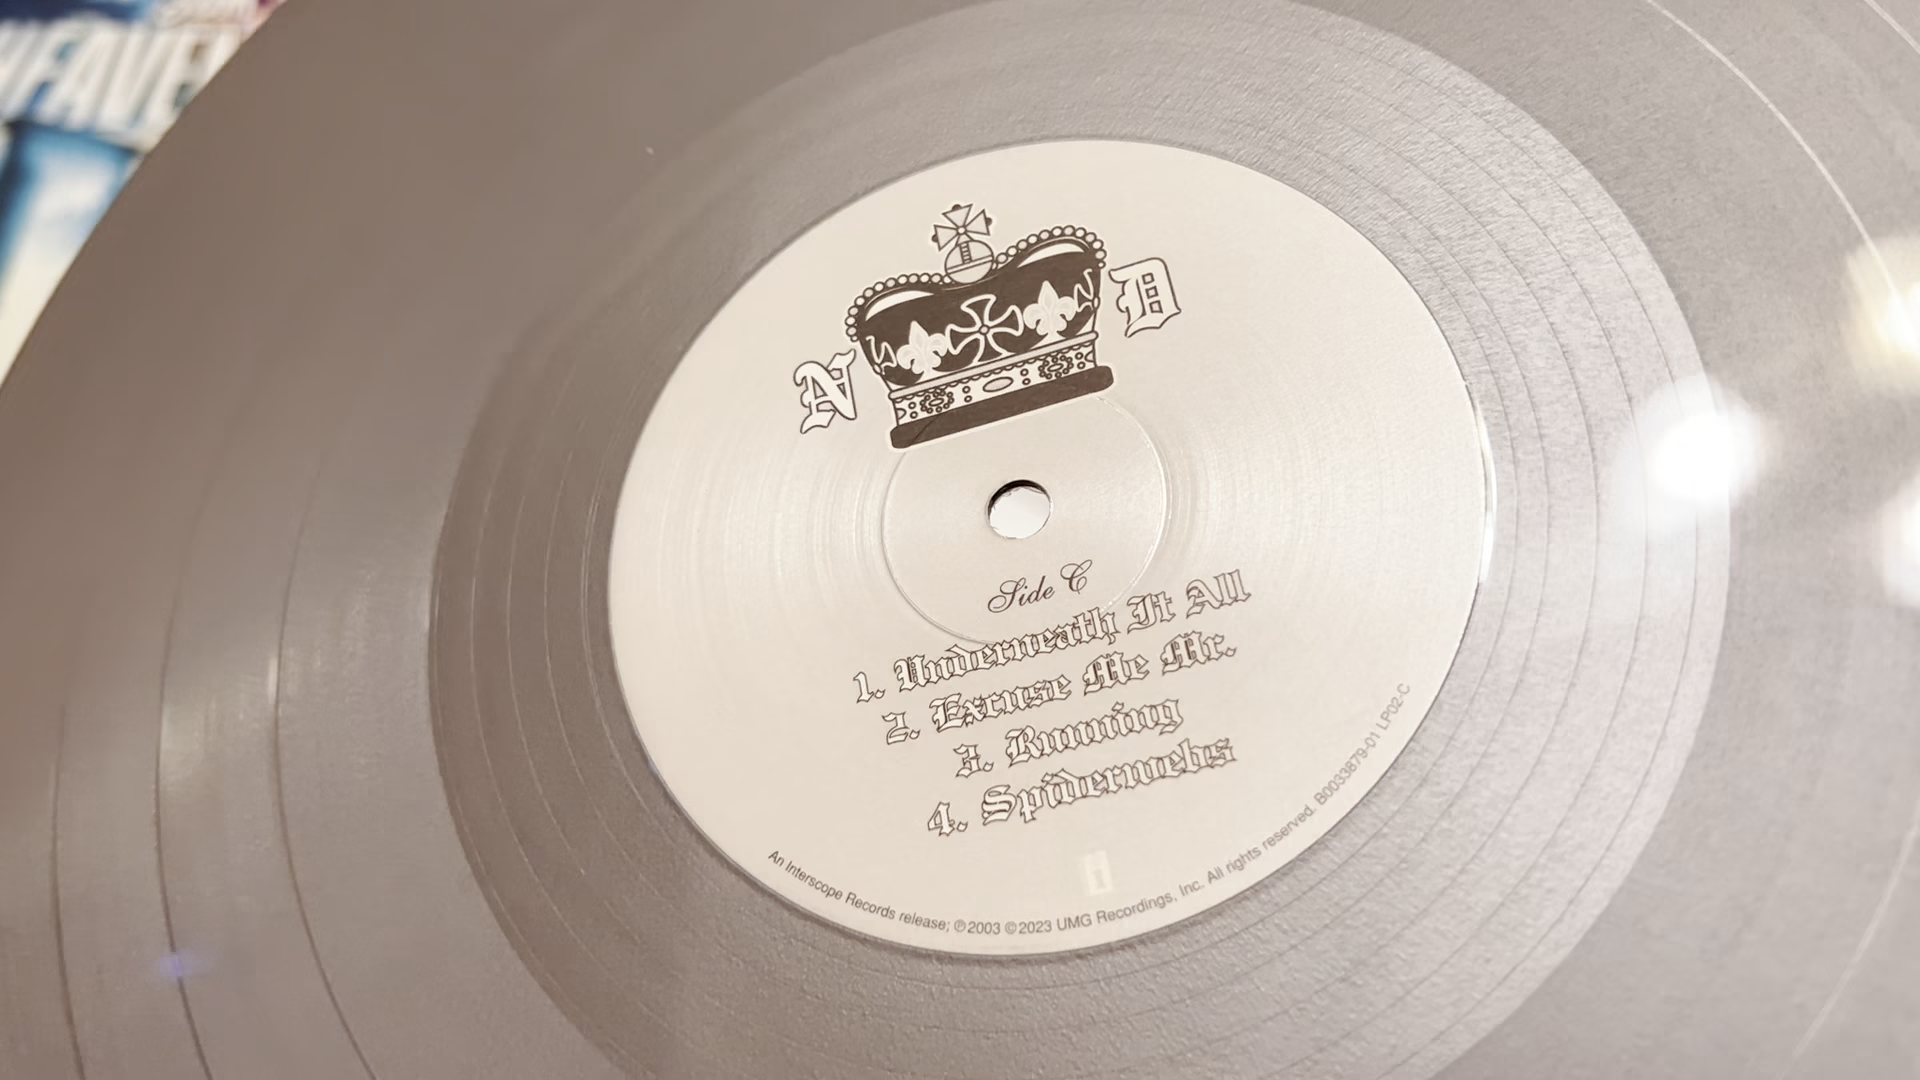 HEAVE
N D
Side C
1. Underneath It All
2. Excuse Me Mr.
3. Running
4. Spiderwebs
An Interscope Records release; ℗2003 ©2023 UMG Recordings, Inc. All rights reserved. B0033879-01 LP02-C
i